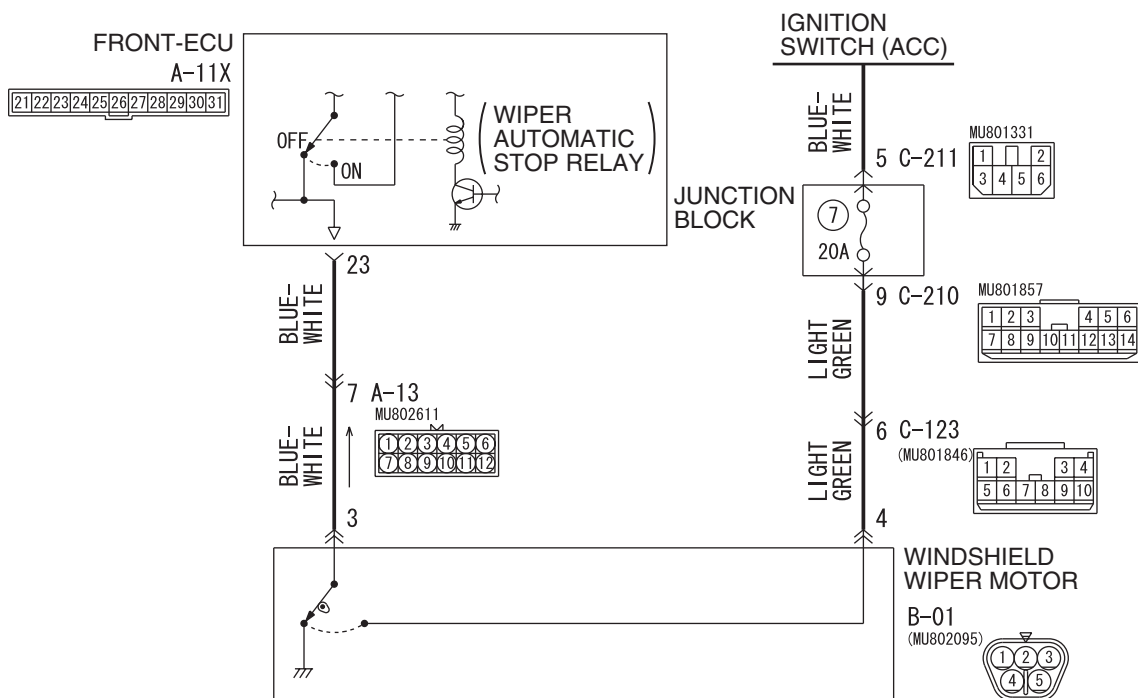 FRONT-ECU
A-11X
21 22 23 24 25 26 27 28 29 30 31
OFF
ON
WIPER
AUTOMATIC
STOP RELAY
IGNITION
SWITCH (ACC)
BLUE-
WHITE
5 C-211
MU801331
1 2
3 4 5 6
JUNCTION
BLOCK
7
20A
23
BLUE-
WHITE
9 C-210
MU801857
1 2 3 4 5 6
7 8 9 10 11 12 13 14
LIGHT
GREEN
7 A-13
MU802611
1 2 3 4 5 6
7 8 9 10 11 12
BLUE-
WHITE
6 C-123
(MU801846)
1 2 3 4
5 6 7 8 9 10
LIGHT
GREEN
3
4
WINDSHIELD
WIPER MOTOR
B-01
(MU802095)
1 2 3
4 5